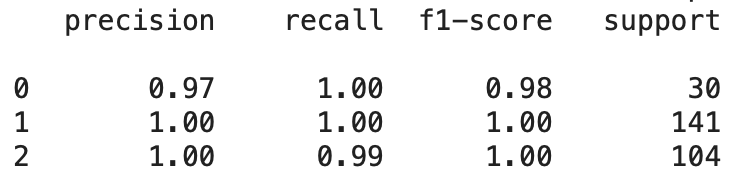 precision recall f1-score support
0 0.97 1.00 0.98 30
1 1.00 1.00 1.00 141
2 1.00 0.99 1.00 104